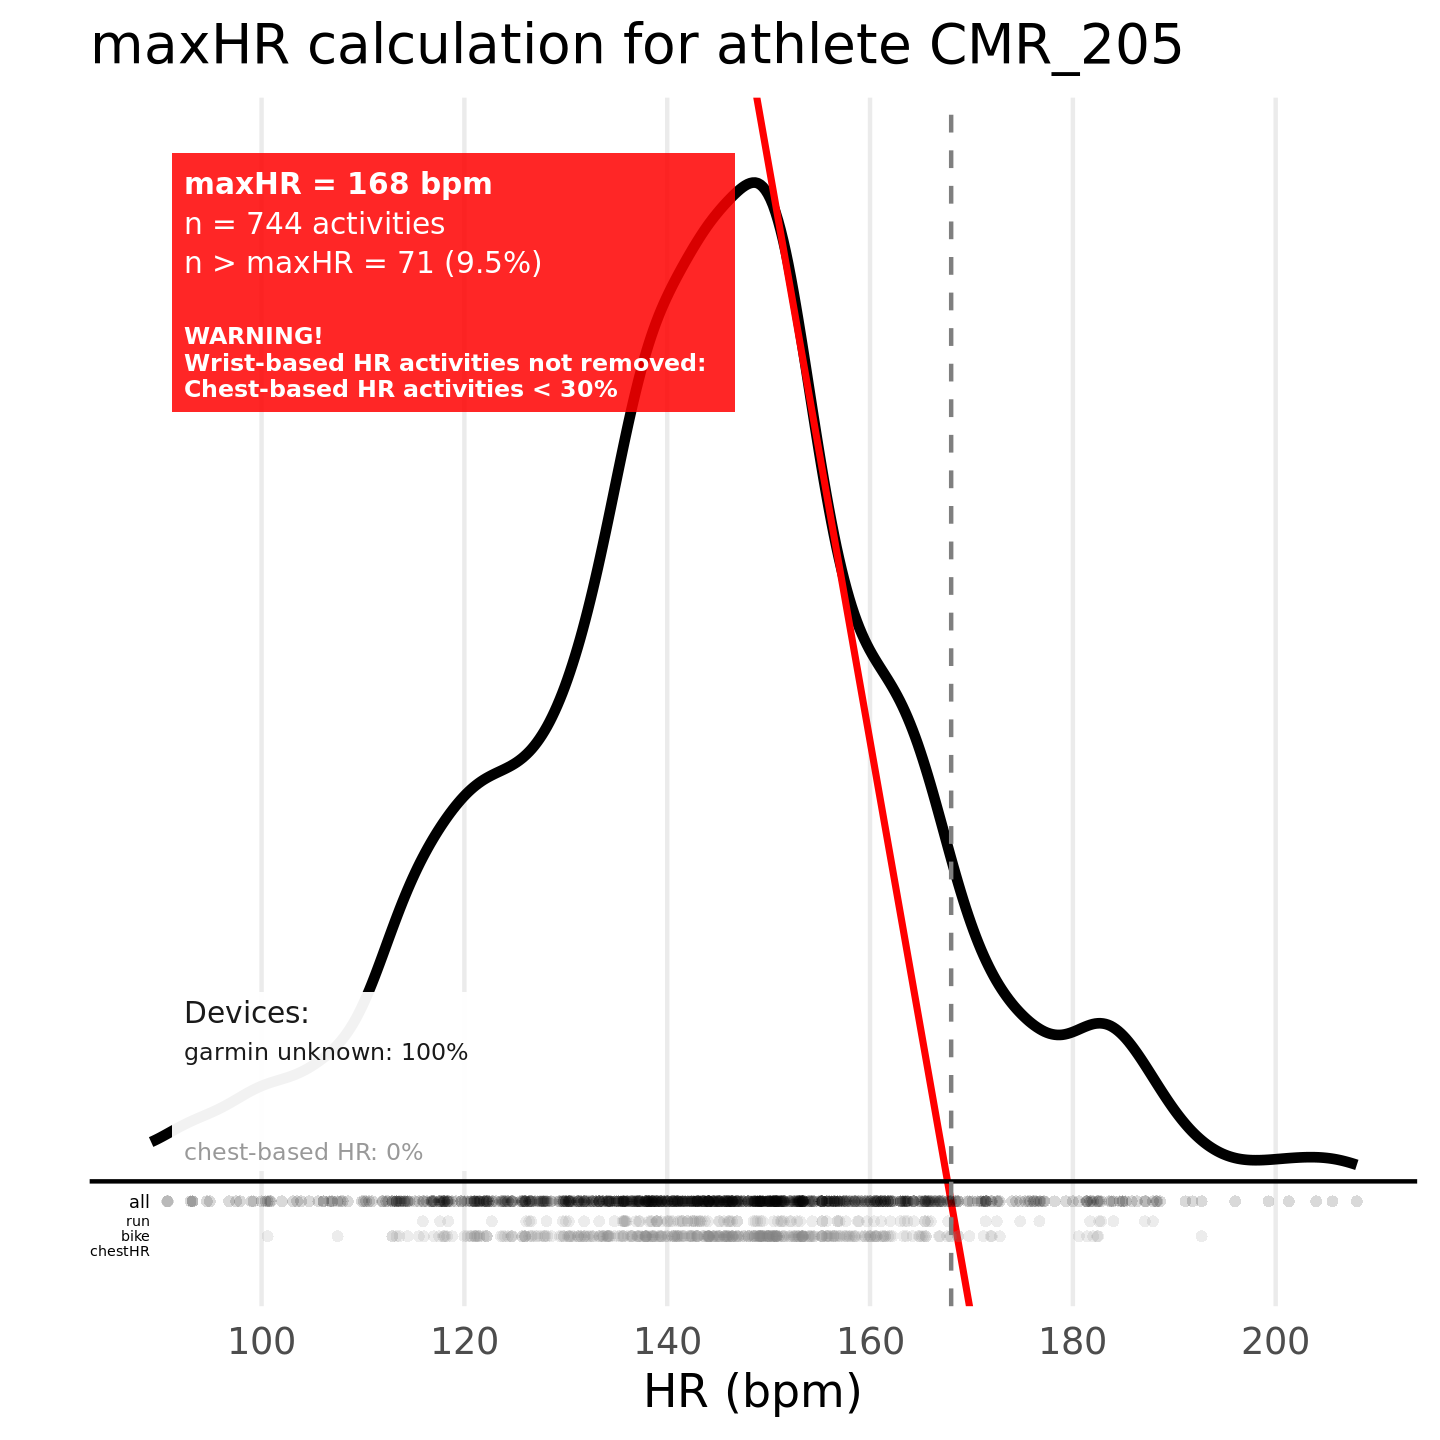 maxHR calculation for athlete CMR_205
maxHR = 168 bpm
n = 744 activities
n > maxHR = 71 (9.5%)
WARNING!
Wrist-based HR activities not removed:
Chest-based HR activities < 30%
Devices:
garmin unknown: 100%
chest-based HR: 0%
all
run
bike
chestHR
100 120 140 160 180 200
HR (bpm)